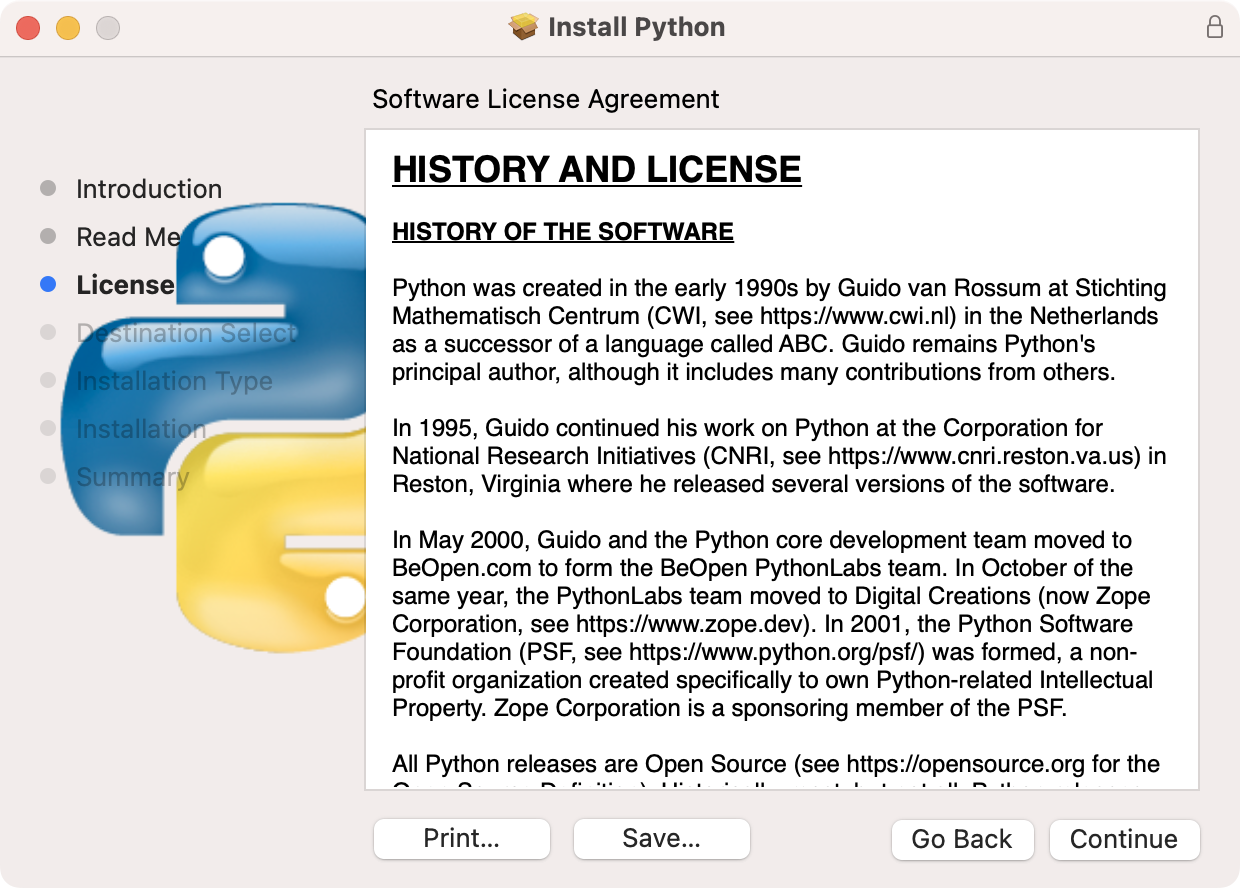 Install Python
Software License Agreement
Introduction
Read Me
License
Destination Select
Installation Type
Installation
Summary
HISTORY AND LICENSE
HISTORY OF THE SOFTWARE
Python was created in the early 1990s by Guido van Rossum at Stichting
Mathematisch Centrum (CWI, see https://www.cwi.nl) in the Netherlands
as a successor of a language called ABC. Guido remains Python's
principal author, although it includes many contributions from others.
In 1995, Guido continued his work on Python at the Corporation for
National Research Initiatives (CNRI, see https://www.cnri.reston.va.us) in
Reston, Virginia where he released several versions of the software.
In May 2000, Guido and the Python core development team moved to
BeOpen.com to form the BeOpen PythonLabs team. In October of the
same year, the PythonLabs team moved to Digital Creations (now Zope
Corporation, see https://www.zope.dev). In 2001, the Python Software
Foundation (PSF, see https://www.python.org/psf/) was formed, a non-
profit organization created specifically to own Python-related Intellectual
Property. Zope Corporation is a sponsoring member of the PSF.
All Python releases are Open Source (see https://opensource.org for the
Print...
Save...
Go Back
Continue